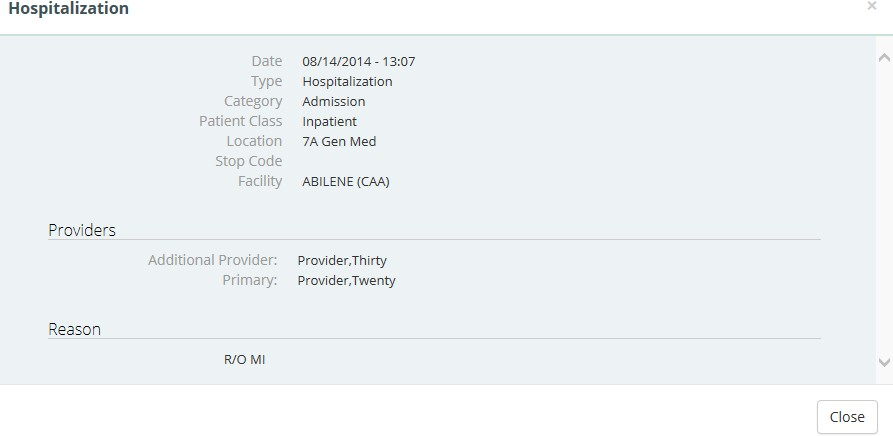 Hospitalization ×
Date 08/14/2014 - 13:07
Type Hospitalization
Category Admission
Patient Class Inpatient
Location 7A Gen Med
Stop Code
Facility ABILENE (CAA)
Providers
Additional Provider: Provider,Thirty
Primary: Provider,Twenty
Reason
R/O MI
Close